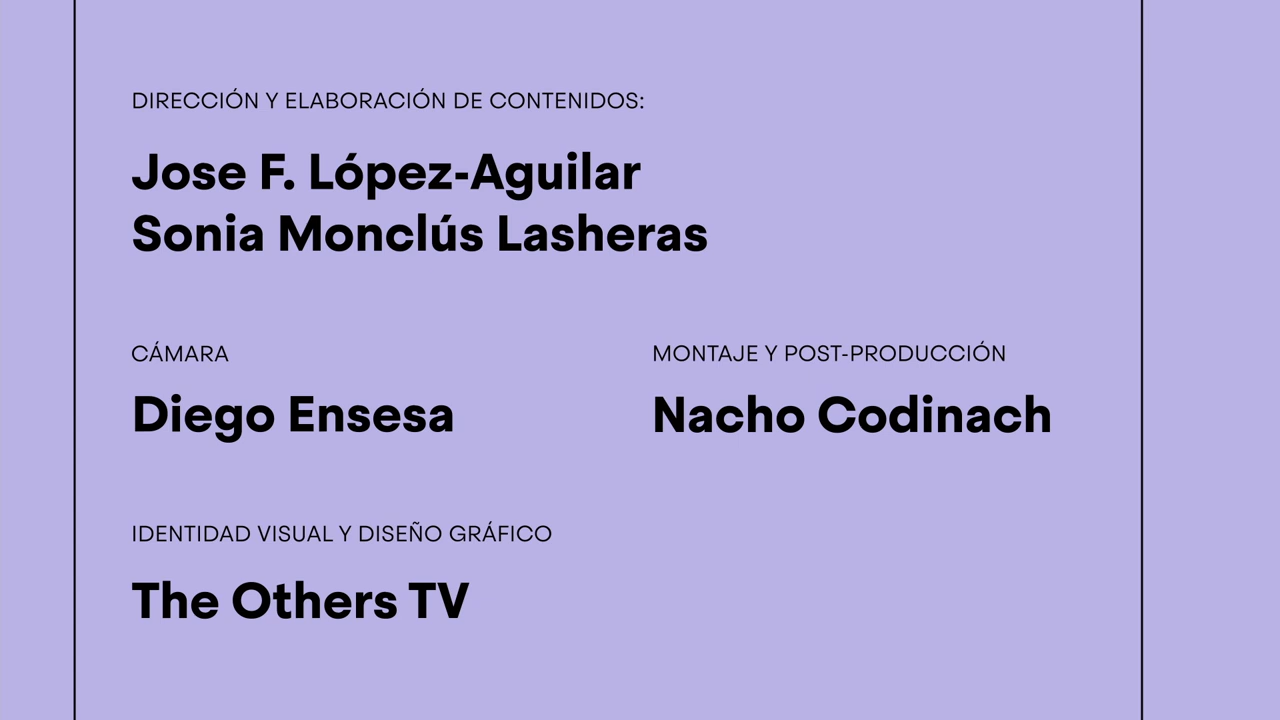 DIRECCIÓN Y ELABORACIÓN DE CONTENIDOS:
Jose F. López-Aguilar
Sonia Monclús Lasheras
CÁMARA
Diego Ensesa
MONTAJE Y POST-PRODUCCIÓN
Nacho Codinach
IDENTIDAD VISUAL Y DISEÑO GRÁFICO
The Others TV